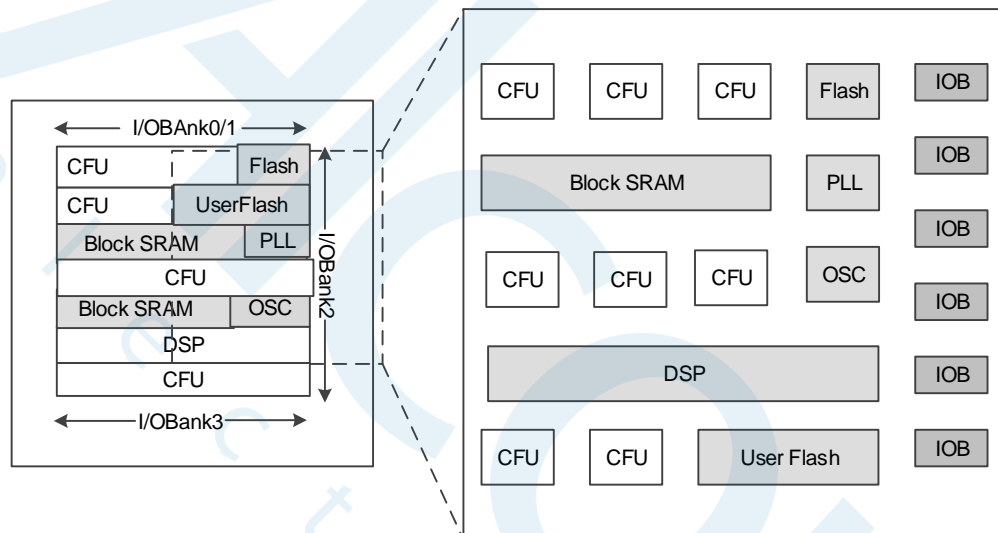 I/OBAnk0/1
CFU Flash
CFU UserFlash
Block SRAM PLL
CFU
Block SRAM OSC
DSP
CFU
I/OBank2
I/OBank3
CFU CFU CFU Flash IOB
IOB
Block SRAM PLL
IOB
CFU CFU CFU OSC
IOB
DSP IOB
CFU CFU User Flash IOB